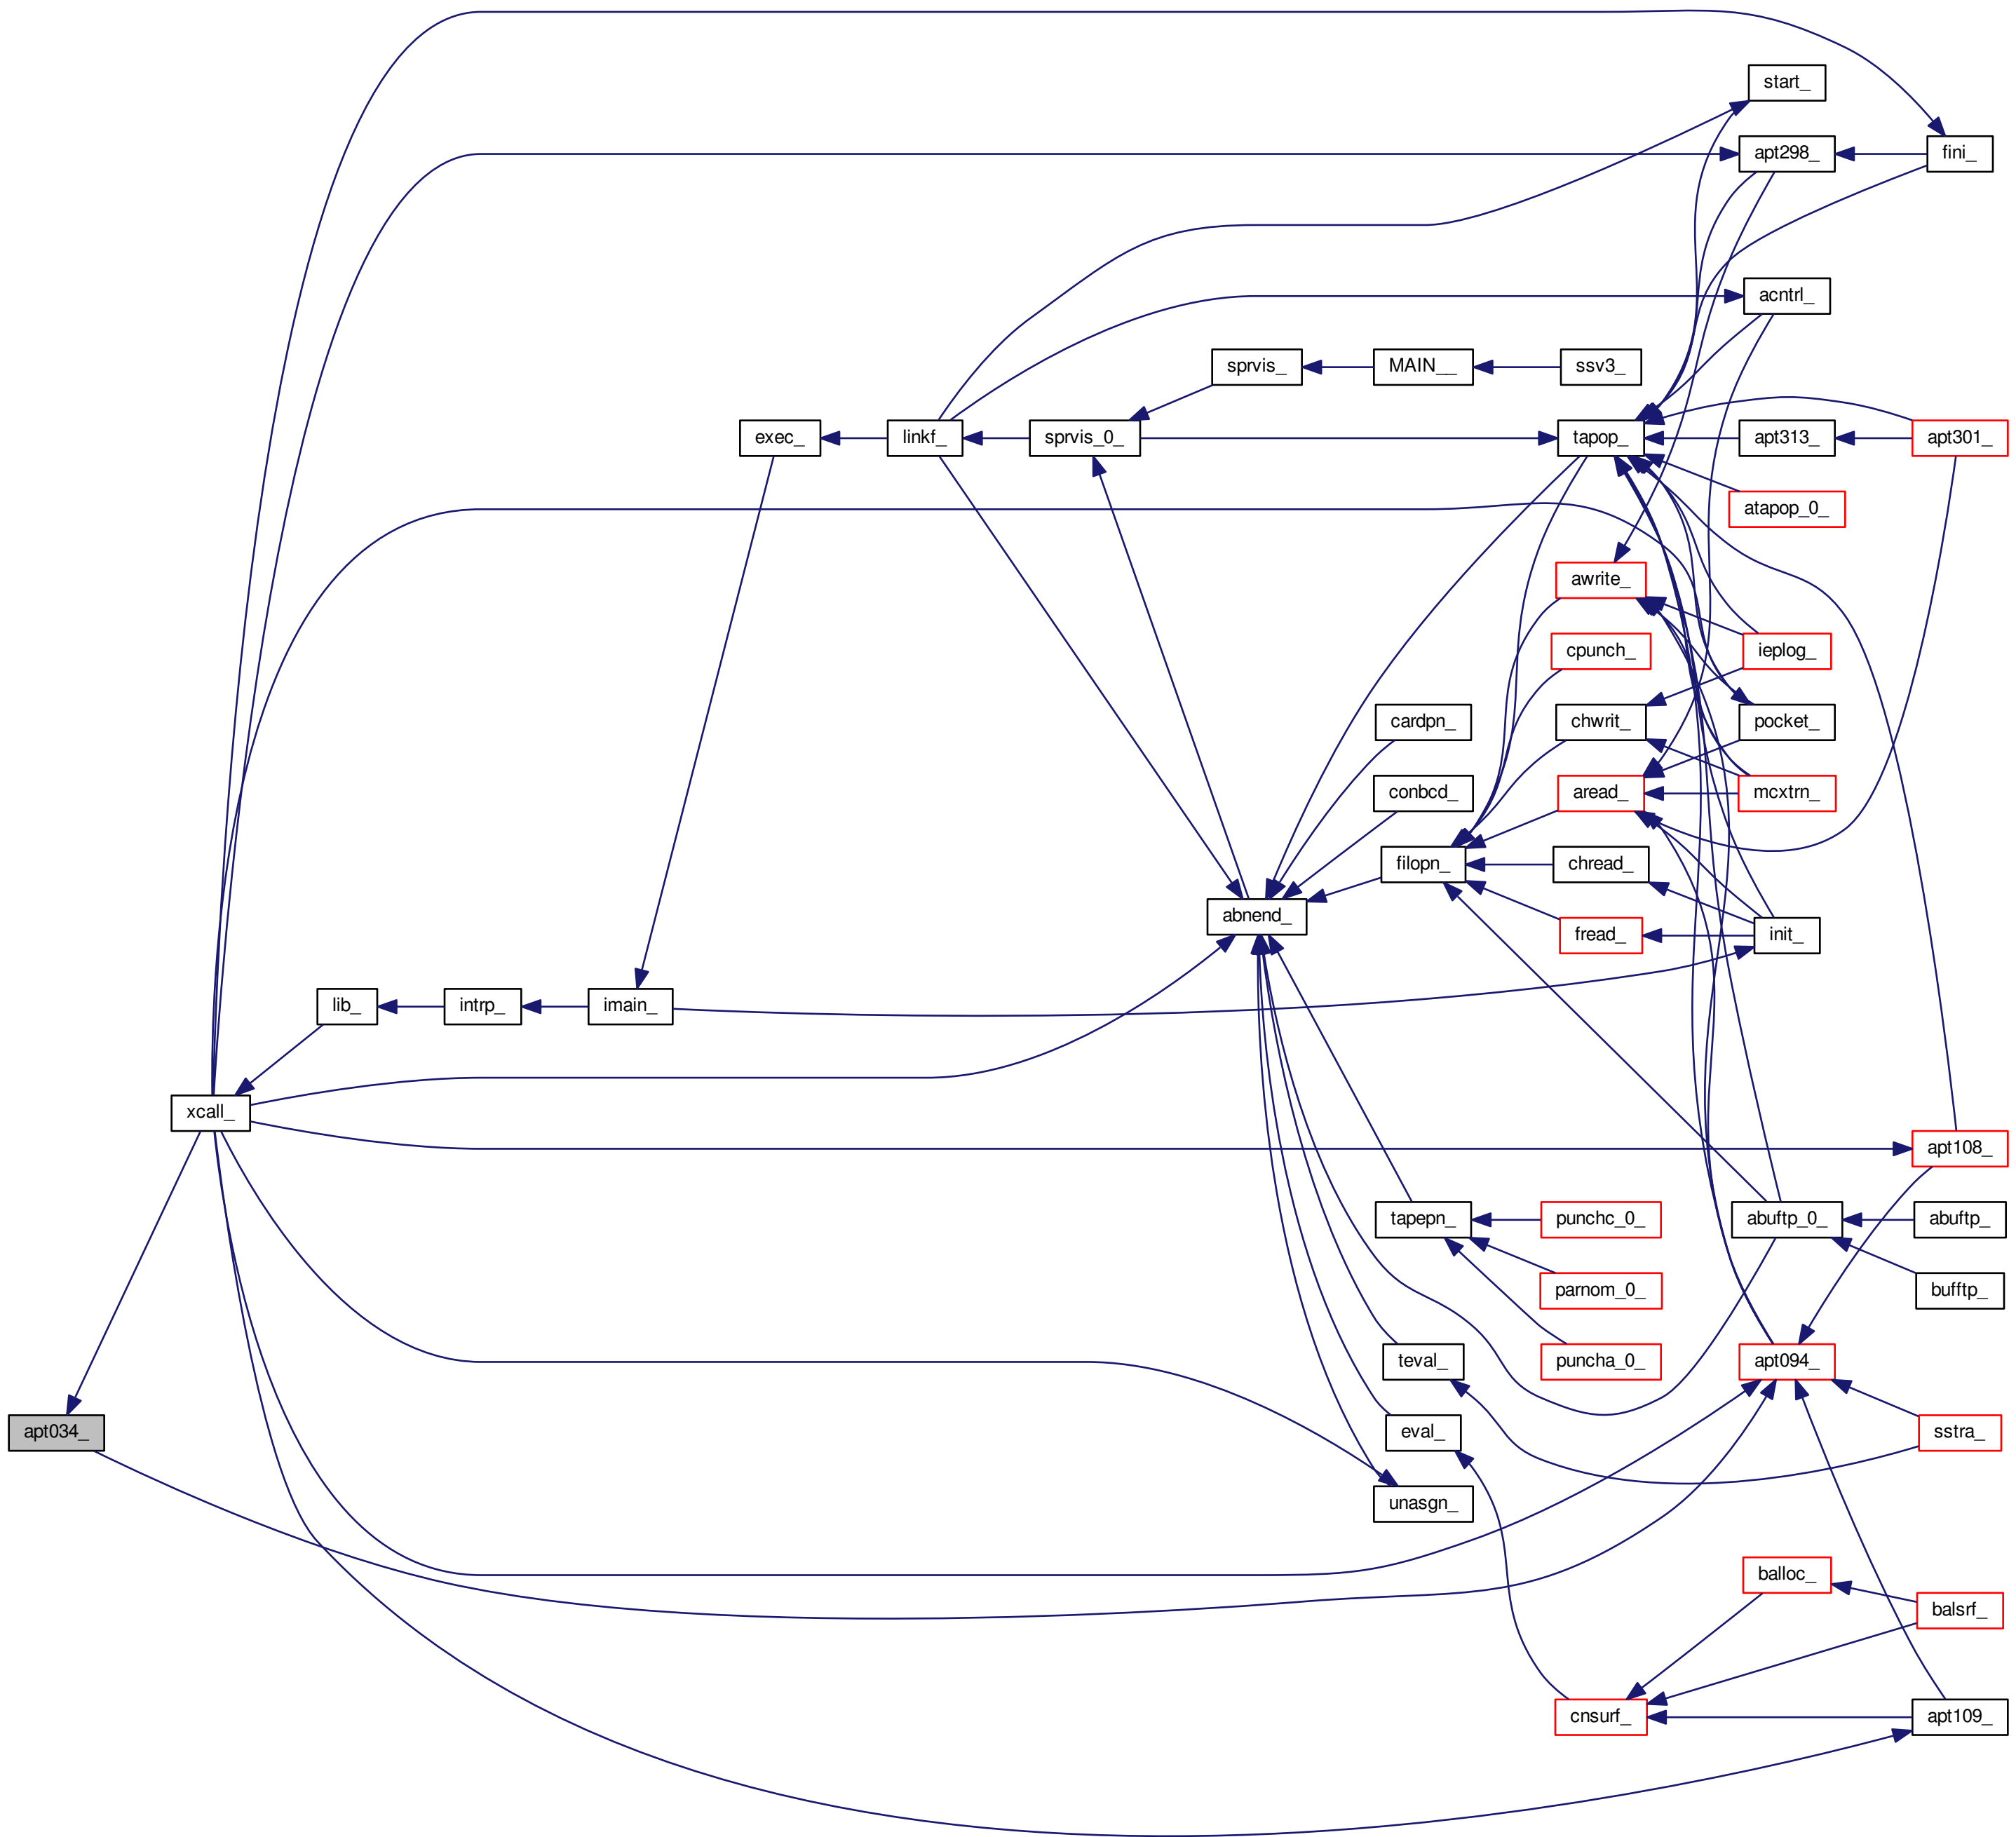 start_
apt298_
fini_
acntrl_
sprvis_
MAIN__
ssv3_
exec_
linkf_
sprvis_0_
tapop_
apt313_
apt301_
atapop_0_
awrite_
cpunch_
ieplog_
cardpn_
chwrit_
pocket_
conbcd_
aread_
mcxtrn_
filopn_
chread_
abnend_
fread_
init_
lib_
intrp_
imain_
xcall_
apt108_
tapepn_
punchc_0_
abuftp_0_
abuftp_
parnom_0_
bufftp_
teval_
puncha_0_
apt094_
apt034_
eval_
sstra_
unasgn_
balloc_
balsrf_
cnsurf_
apt109_